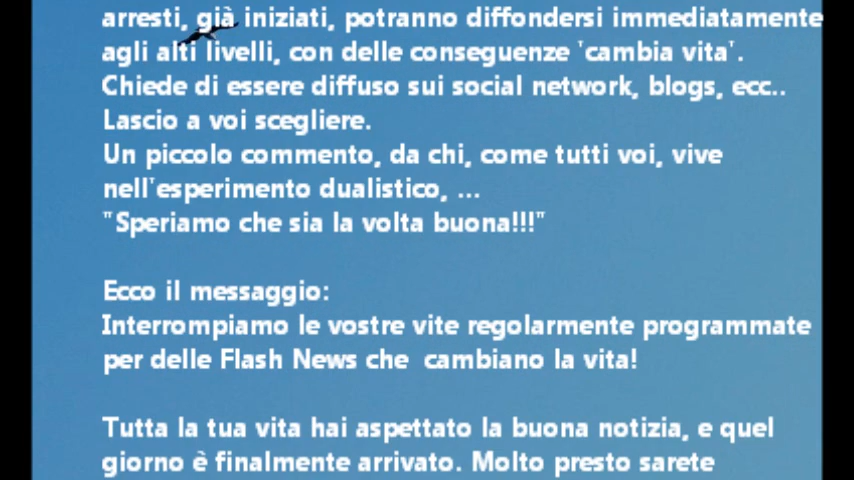 arresti, già iniziati, potranno diffondersi immediatamente
agli alti livelli, con delle conseguenze 'cambia vita'.
Chiede di essere diffuso sui social network, blogs, ecc..
Lascio a voi scegliere.
Un piccolo commento, da chi, come tutti voi, vive
nell'esperimento dualistico, ...
"Speriamo che sia la volta buona!!!"
Ecco il messaggio:
Interrompiamo le vostre vite regolarmente programmate
per delle Flash News che  cambiano la vita!
Tutta la tua vita hai aspettato la buona notizia, e quel
giorno è finalmente arrivato. Molto presto sarete